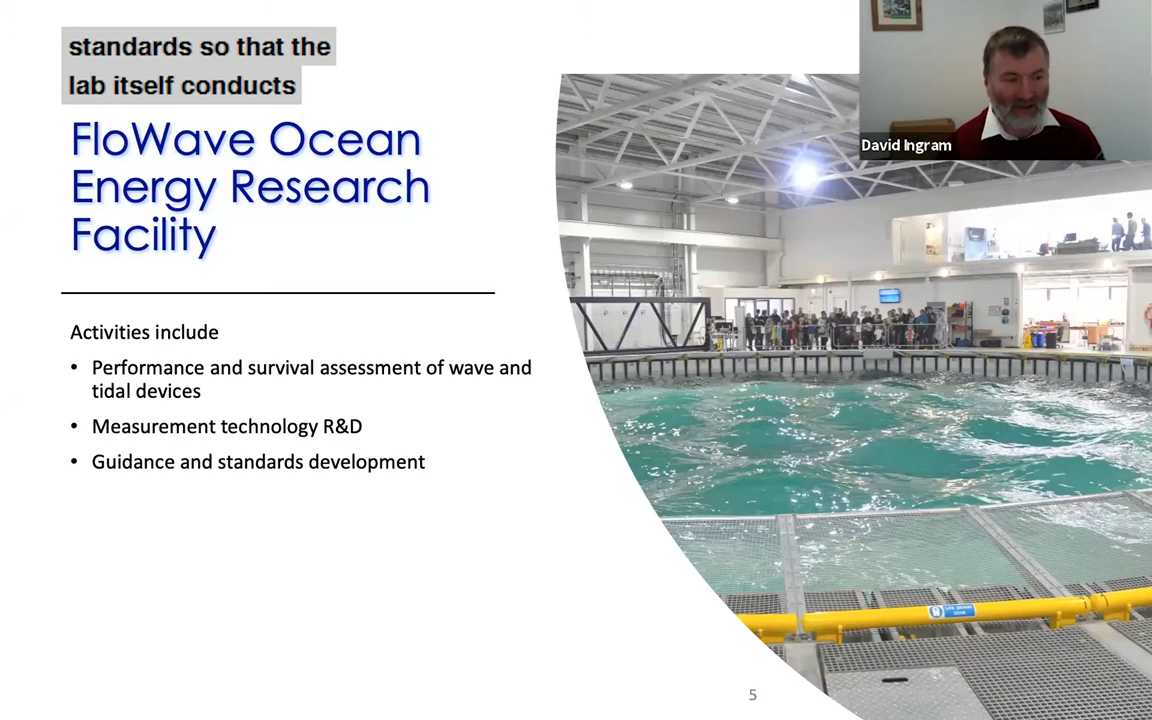 standards so that the
lab itself conducts
David Ingram
FloWave Ocean
Energy Research
Facility
Activities include
• Performance and survival assessment of wave and
tidal devices
• Measurement technology R&D
• Guidance and standards development
5